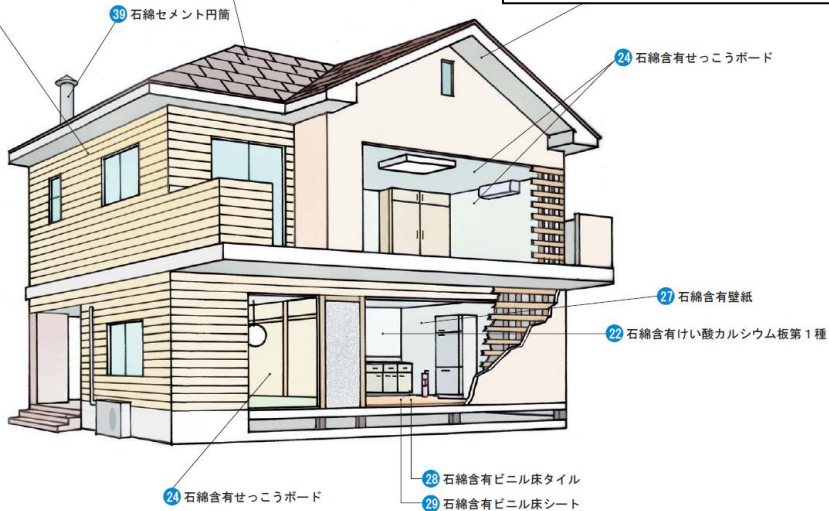 39 石綿セメント円筒
24 石綿含有せっこうボード
27 石綿含有壁紙
22 石綿含有けい酸カルシウム板第1種
28 石綿含有ビニル床タイル
24 石綿含有せっこうボード
29 石綿含有ビニル床シート